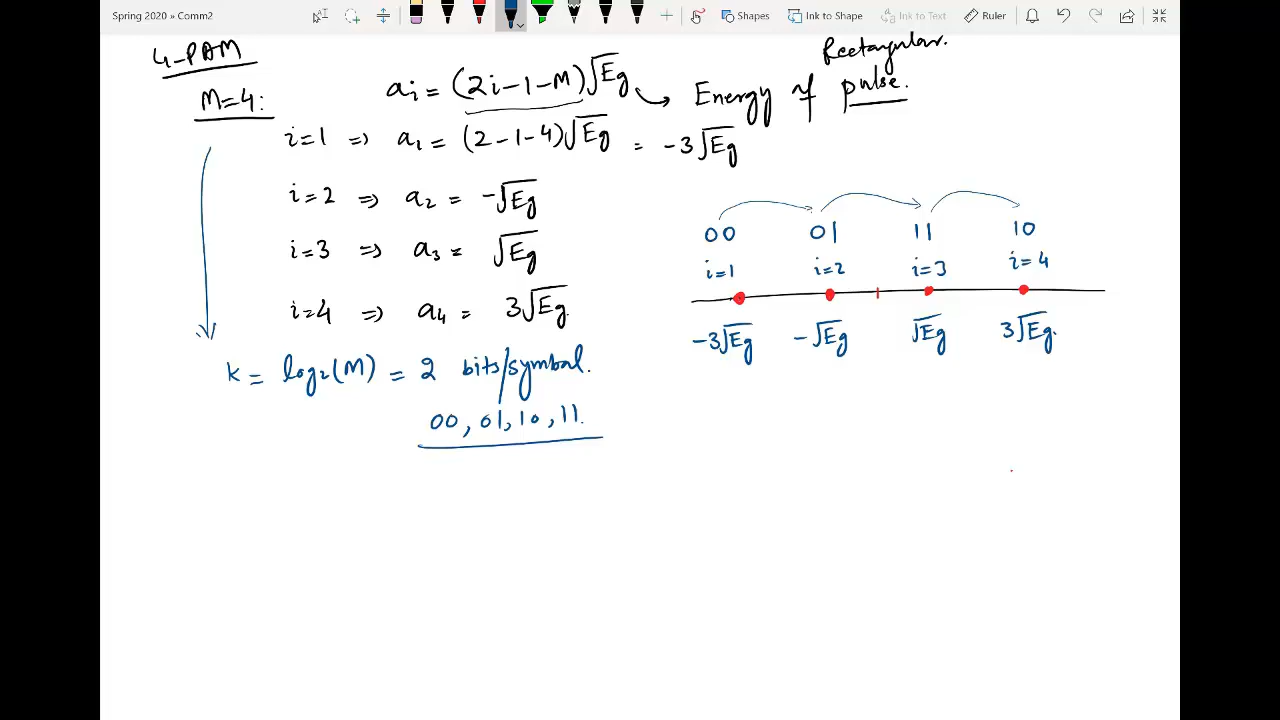 Spring 2020 » Comm2
Shapes
Ink to Shape
Ink to Text
Ruler
4-PAM
M=4:
aᵢ = (2i-1-M)√Eg → Energy of Rectangular pulse.
i=1 ⇒ a₁ = (2-1-4)√Eg = -3√Eg
i=2 ⇒ a₂ = -√Eg
i=3 ⇒ a₃ = √Eg
i=4 ⇒ a₄ = 3√Eg
K = log₂(M) = 2 bits/symbol.
00, 01, 10, 11.
00 01 11 10
i=1 i=2 i=3 i=4
-3√Eg -√Eg √Eg 3√Eg.